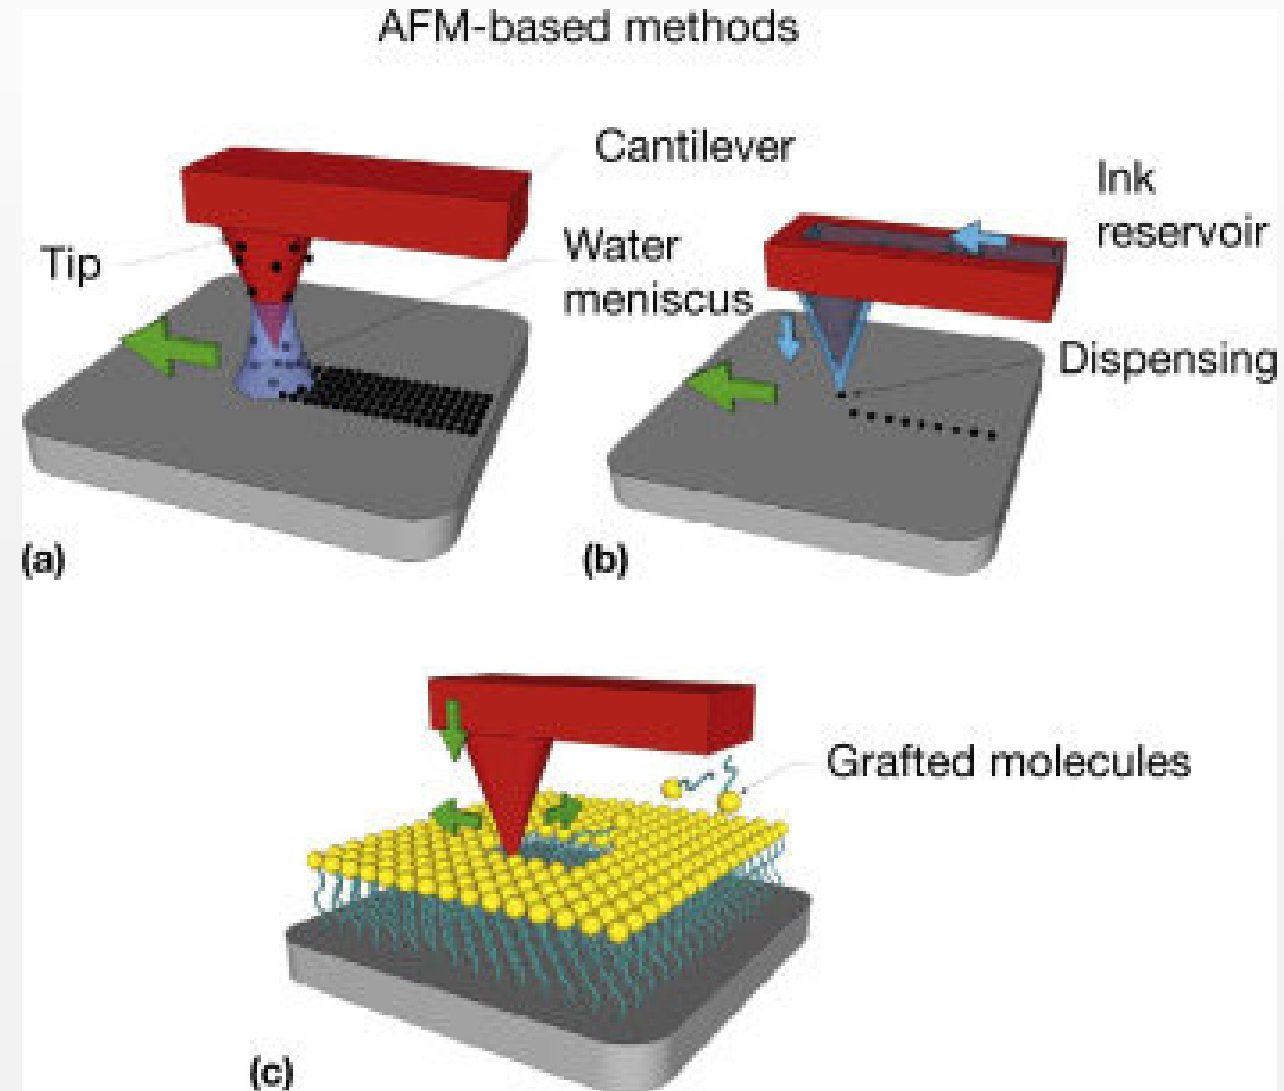 AFM-based methods
Cantilever
Tip
Water
meniscus
Ink
reservoir
Dispensing
(a)
(b)
Grafted molecules
(c)